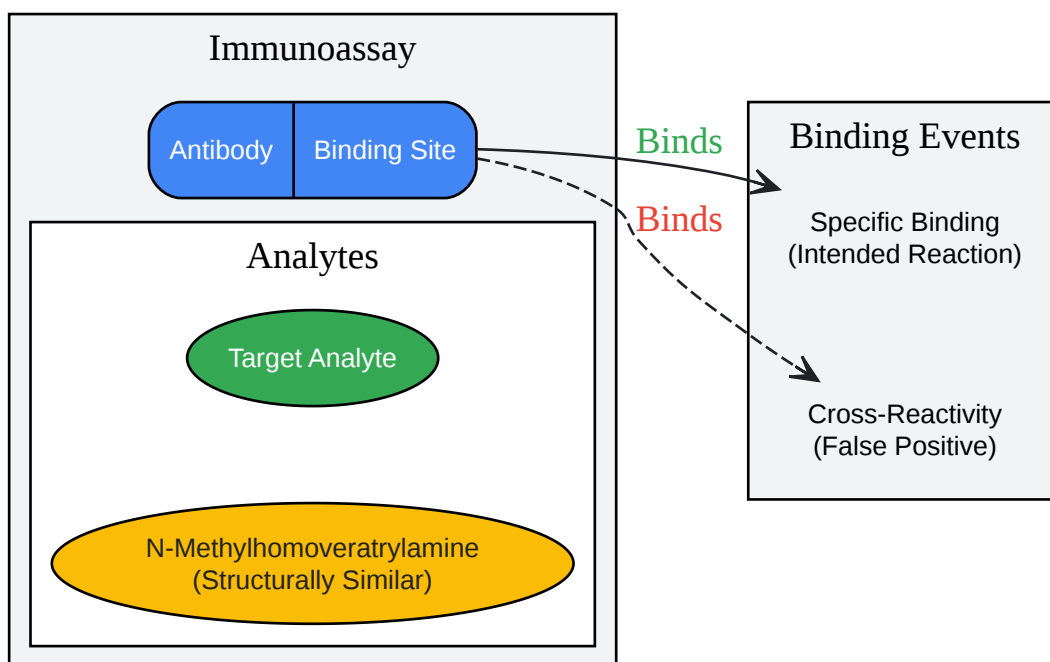 Immunoassay
Antibody
Binding Site
Binds
Binding Events
Binds
Specific Binding
(Intended Reaction)
Analytes
Target Analyte
Cross-Reactivity
(False Positive)
N-Methylhomoveratrylamine
(Structurally Similar)